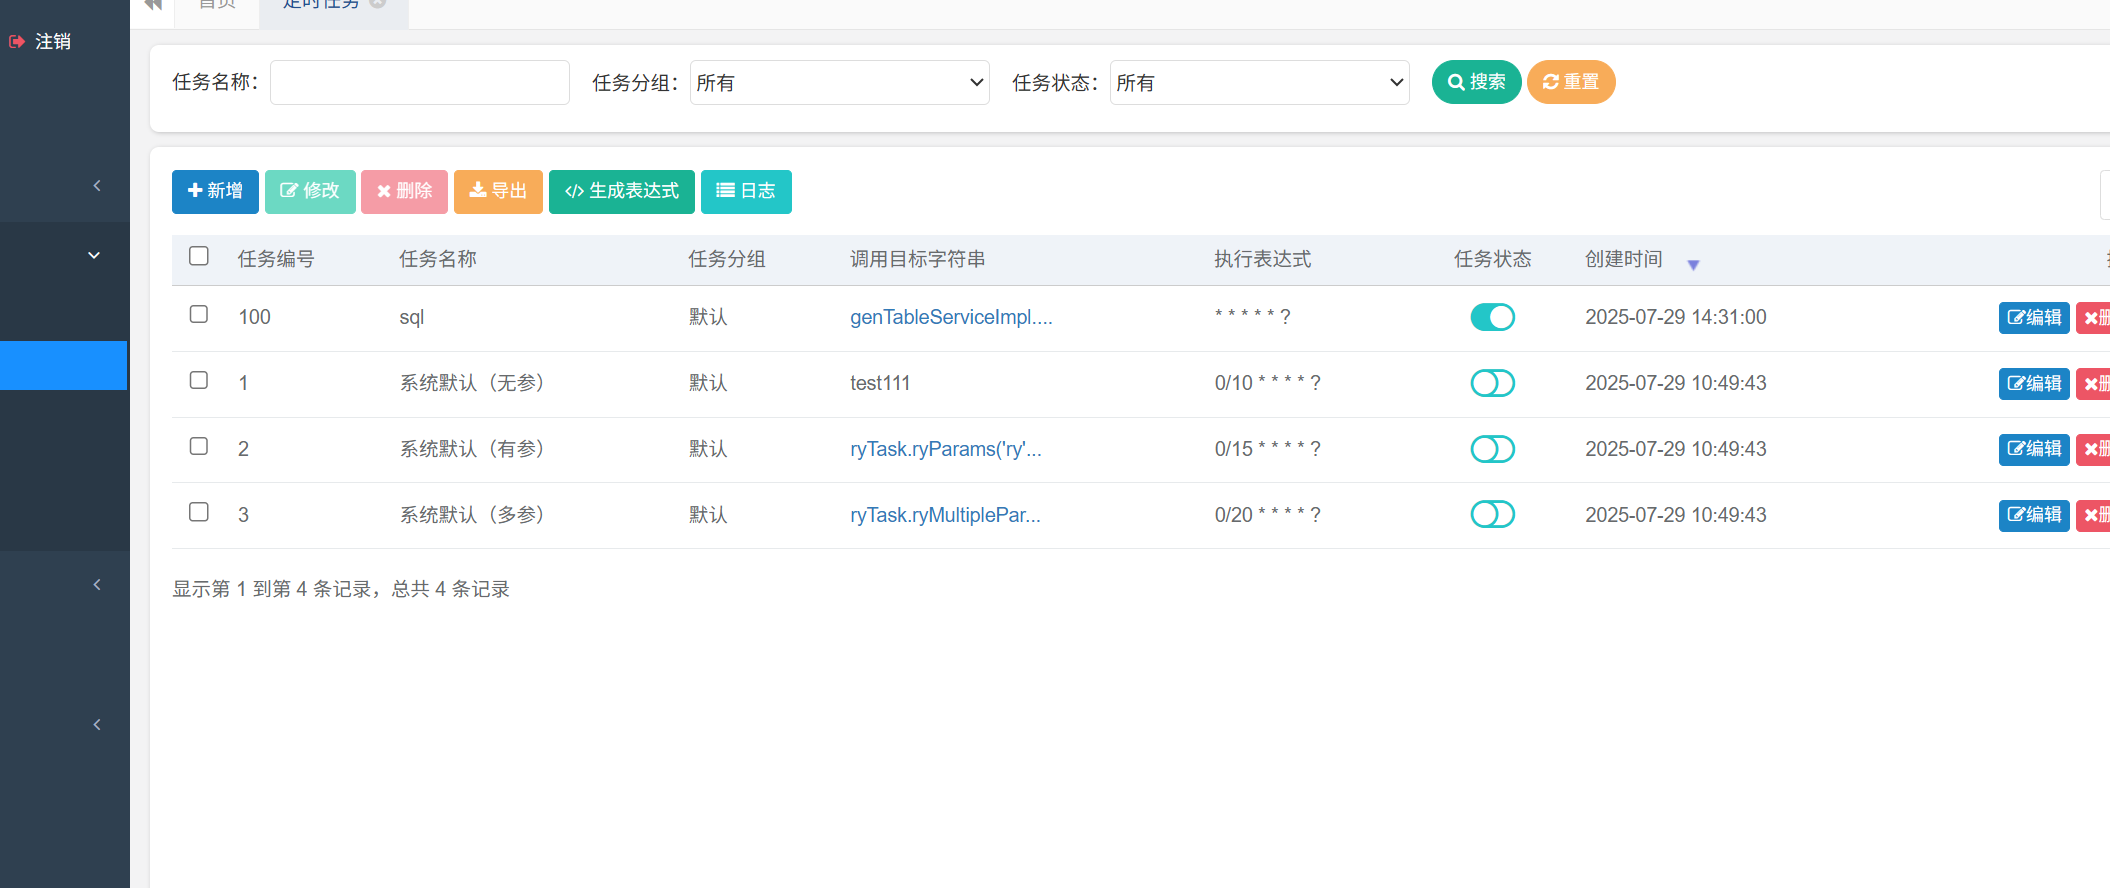 首页 定时任务
注销
任务名称： 任务分组： 所有 任务状态： 所有 搜索 重置
新增 修改 删除 导出 生成表达式 日志
任务编号 任务名称 任务分组 调用目标字符串 执行表达式 任务状态 创建时间
100 sql 默认 genTableServiceImpl.... * * * * * ? 2025-07-29 14:31:00 编辑
1 系统默认（无参） 默认 test111 0/10 * * * * ? 2025-07-29 10:49:43 编辑
2 系统默认（有参） 默认 ryTask.ryParams('ry'... 0/15 * * * * ? 2025-07-29 10:49:43 编辑
3 系统默认（多参） 默认 ryTask.ryMultiplePar... 0/20 * * * * ? 2025-07-29 10:49:43 编辑
显示第 1 到第 4 条记录，总共 4 条记录